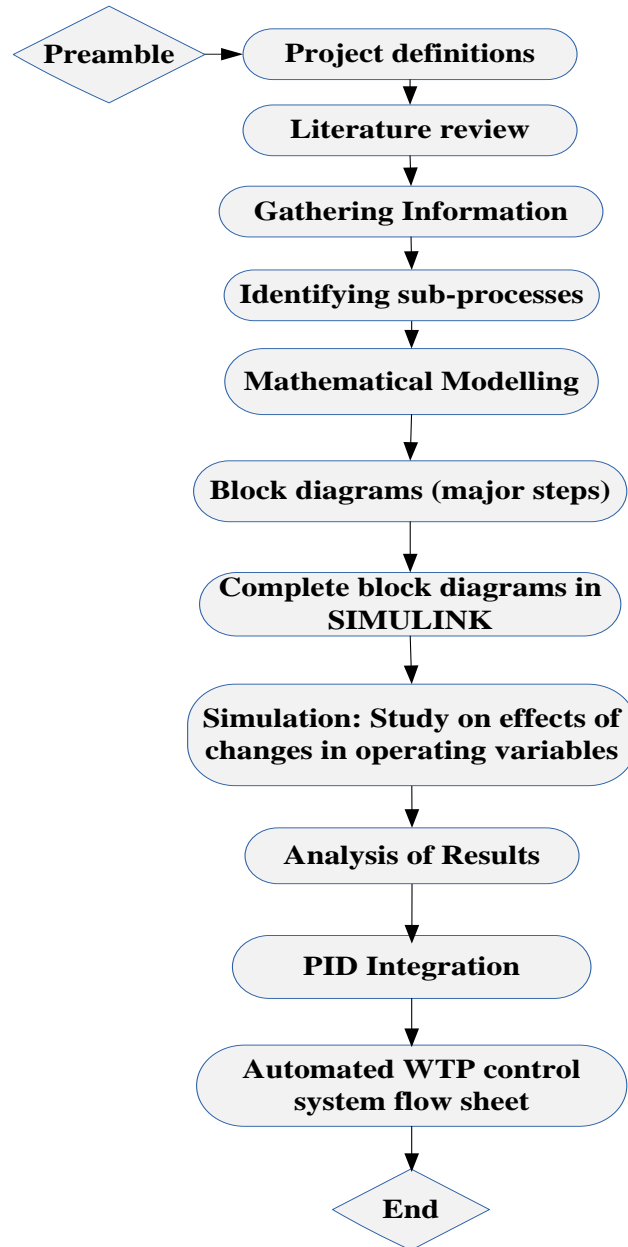 Preamble
Project definitions
Literature review
Gathering Information
Identifying sub-processes
Mathematical Modelling
Block diagrams (major steps)
Complete block diagrams in
SIMULINK
Simulation: Study on effects of
changes in operating variables
Analysis of Results
PID Integration
Automated WTP control
system flow sheet
End